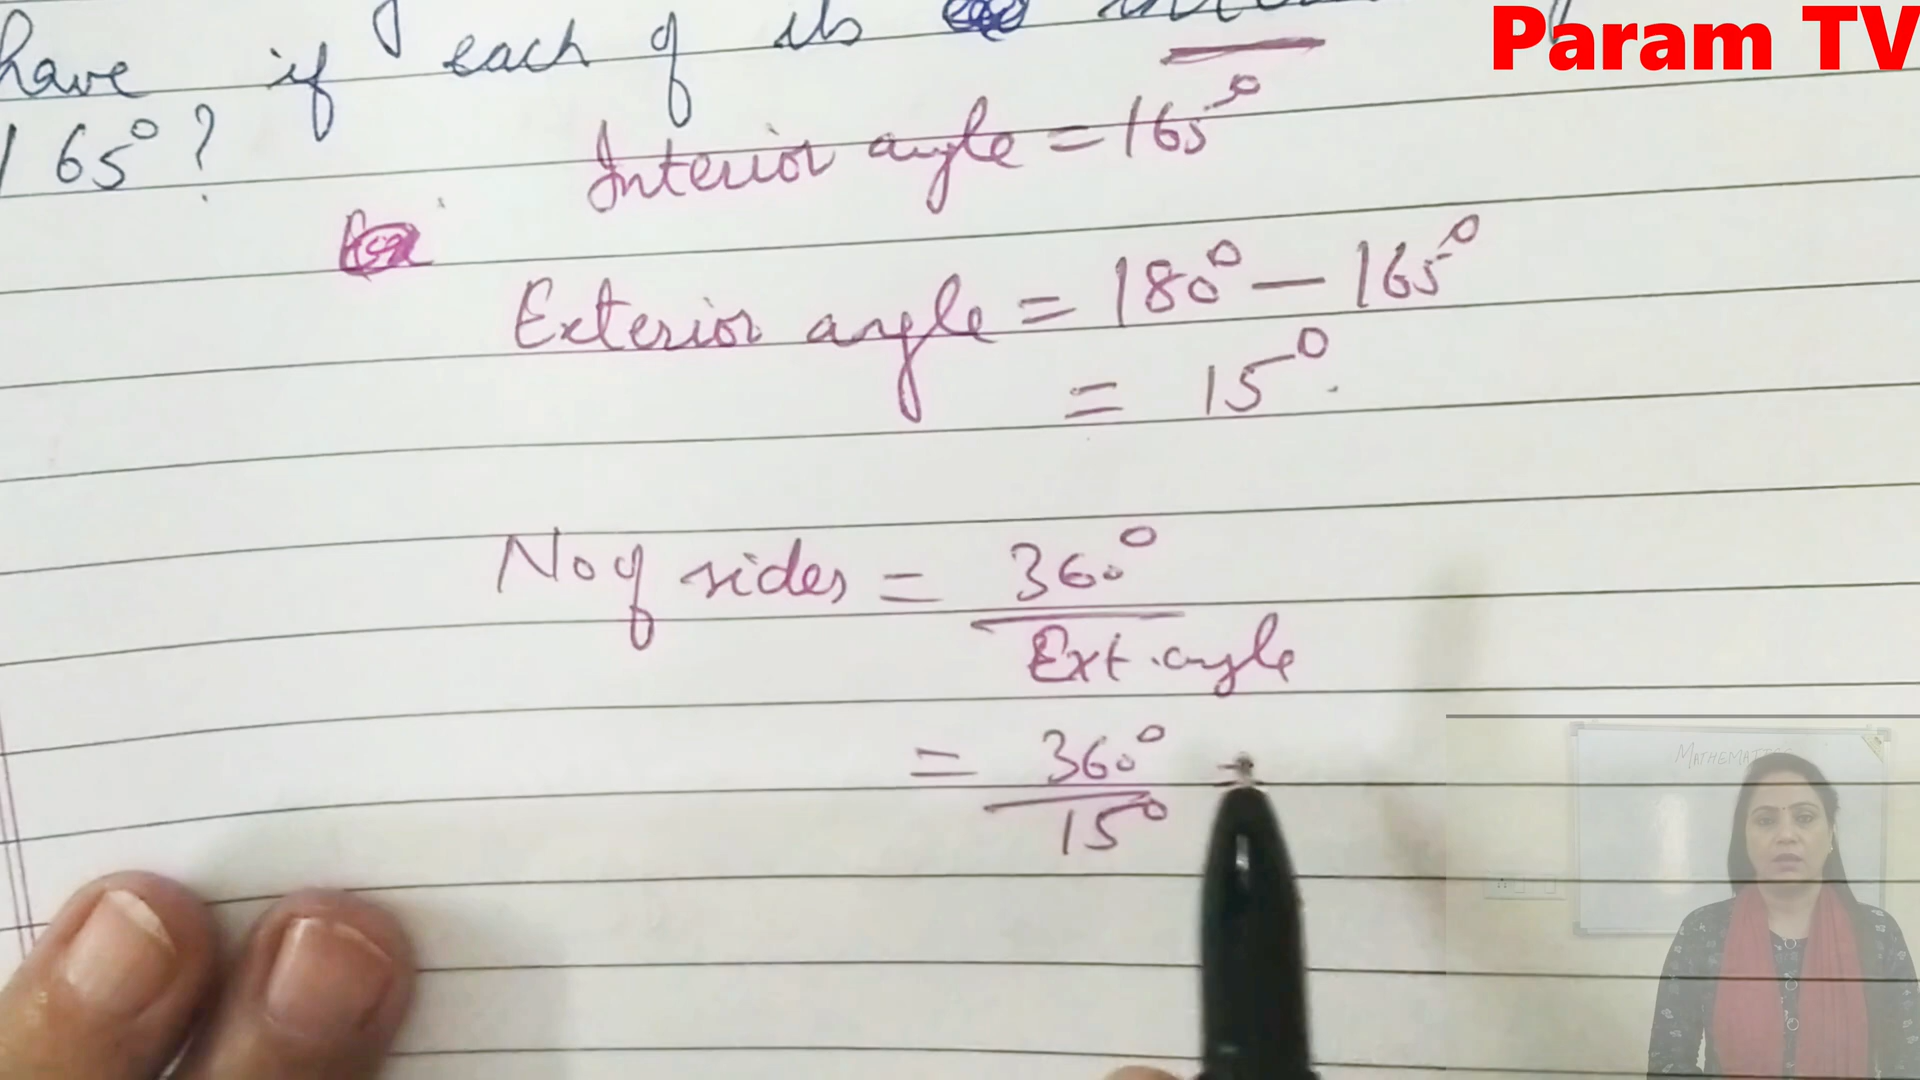 Param TV
have if each of its
165°?
Interior angle = 165°
Exterior angle = 180° – 165°
= 15°.
No of sides = 360°
Ext. angle
= 360° =
15°
MATHEMATICS